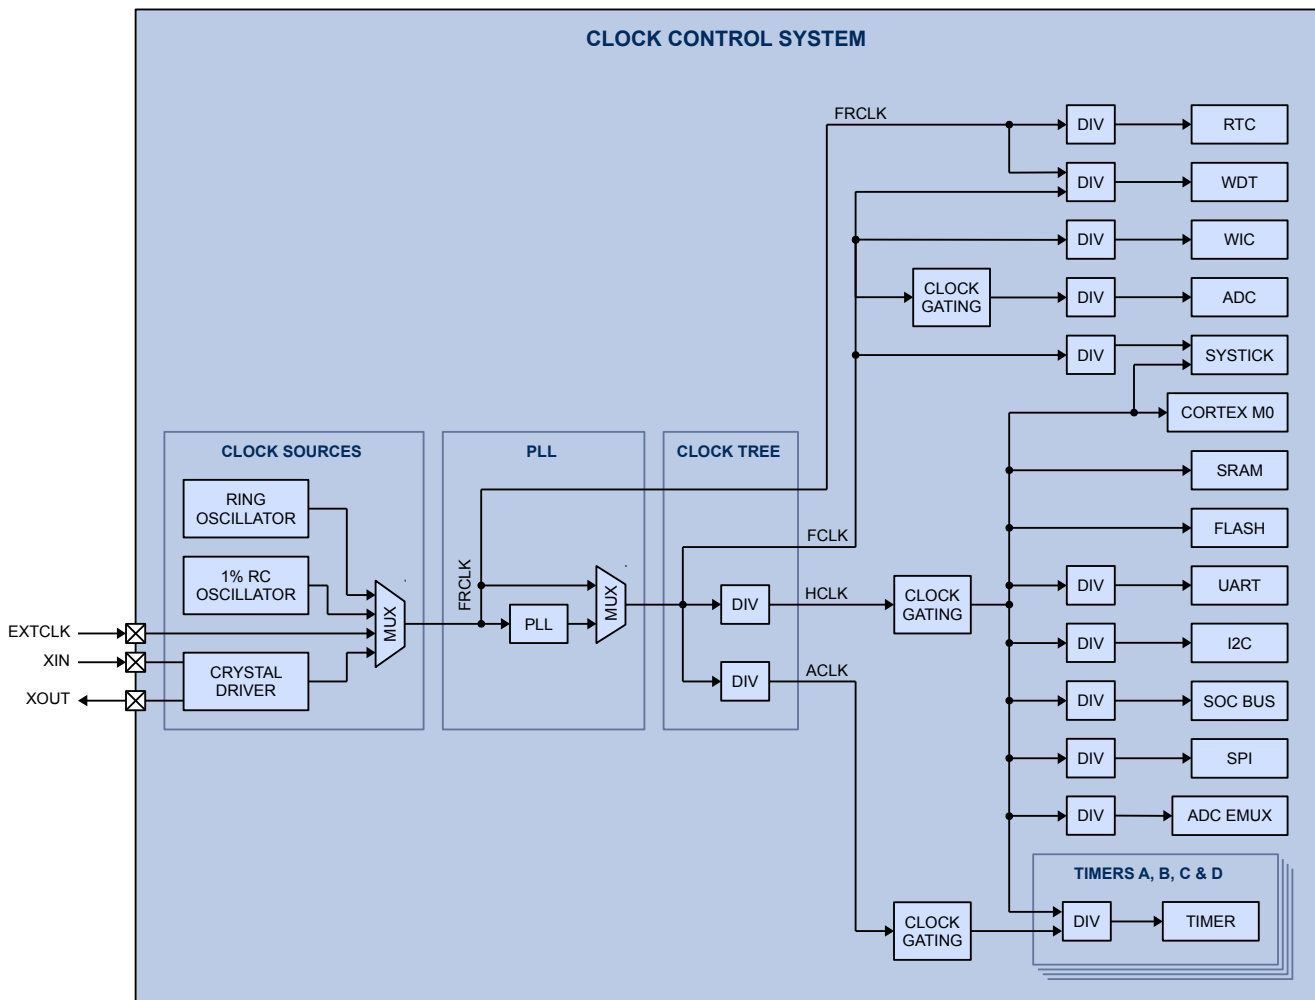 CLOCK CONTROL SYSTEM
FRCLK
DIV
RTC
DIV
WDT
DIV
WIC
CLOCK
GATING
DIV
ADC
DIV
SYSTICK
CORTEX M0
CLOCK SOURCES
PLL
CLOCK TREE
SRAM
RING
OSCILLATOR
FLASH
FCLK
1% RC
OSCILLATOR
MUX
FRCLK
PLL
MUX
DIV
HCLK
CLOCK
GATING
DIV
UART
EXTCLK
XIN
XOUT
CRYSTAL
DRIVER
DIV
ACLK
DIV
I2C
DIV
SOC BUS
DIV
SPI
DIV
ADC EMUX
TIMERS A, B, C & D
CLOCK
GATING
DIV
TIMER